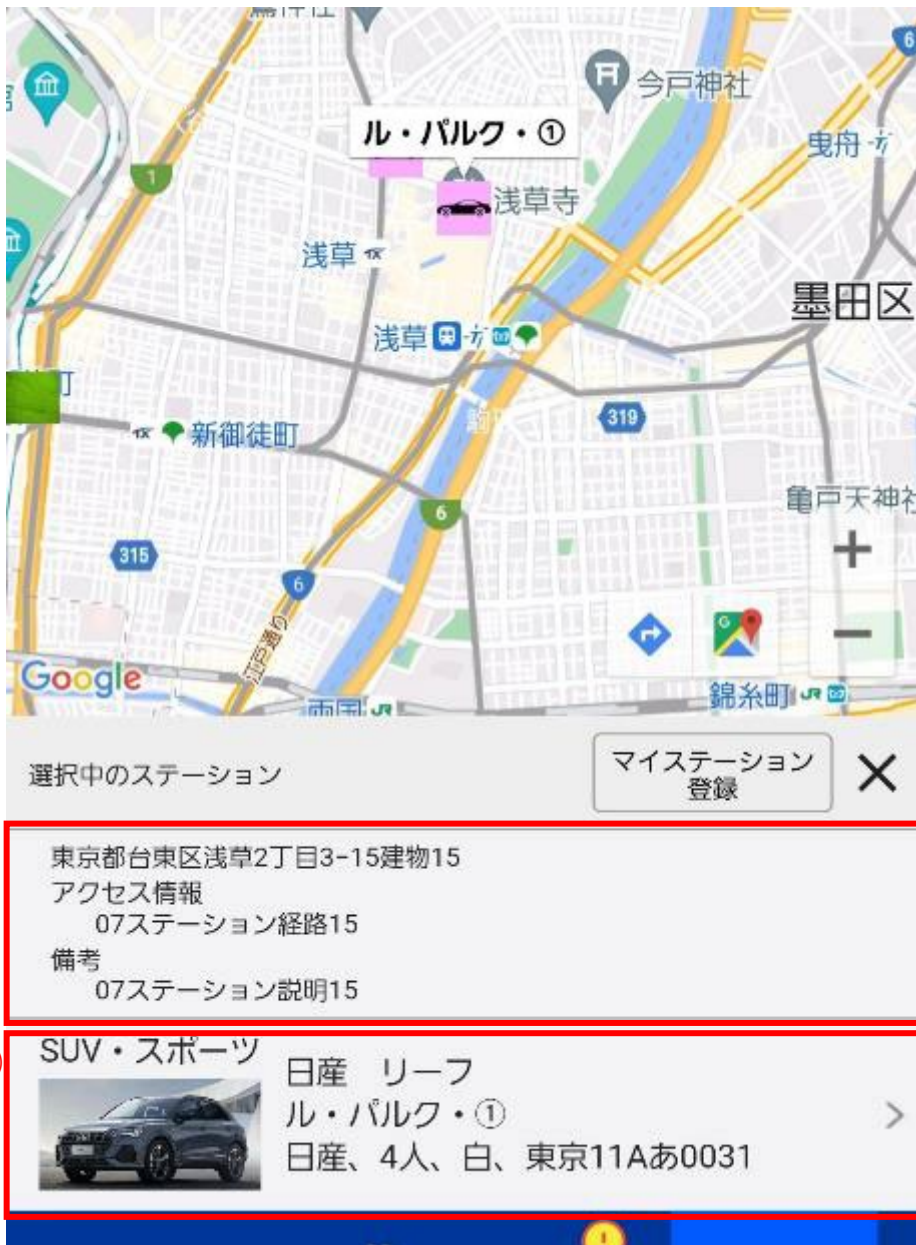 6
今戸神社
ル・パルク・①
曳舟
1
浅草寺
浅草
墨田区
浅草
319
新御徒町
6
亀戸天神社
315
+
6
江戸通り
G
−
Google
錦糸町 JR
両国 JR
選択中のステーション
マイステーション
登録
×
東京都台東区浅草2丁目3-15建物15
アクセス情報
07ステーション経路15
備考
07ステーション説明15
SUV・スポーツ
日産　リーフ
ル・パルク・①
>
日産、4人、白、東京11Aあ0031
!